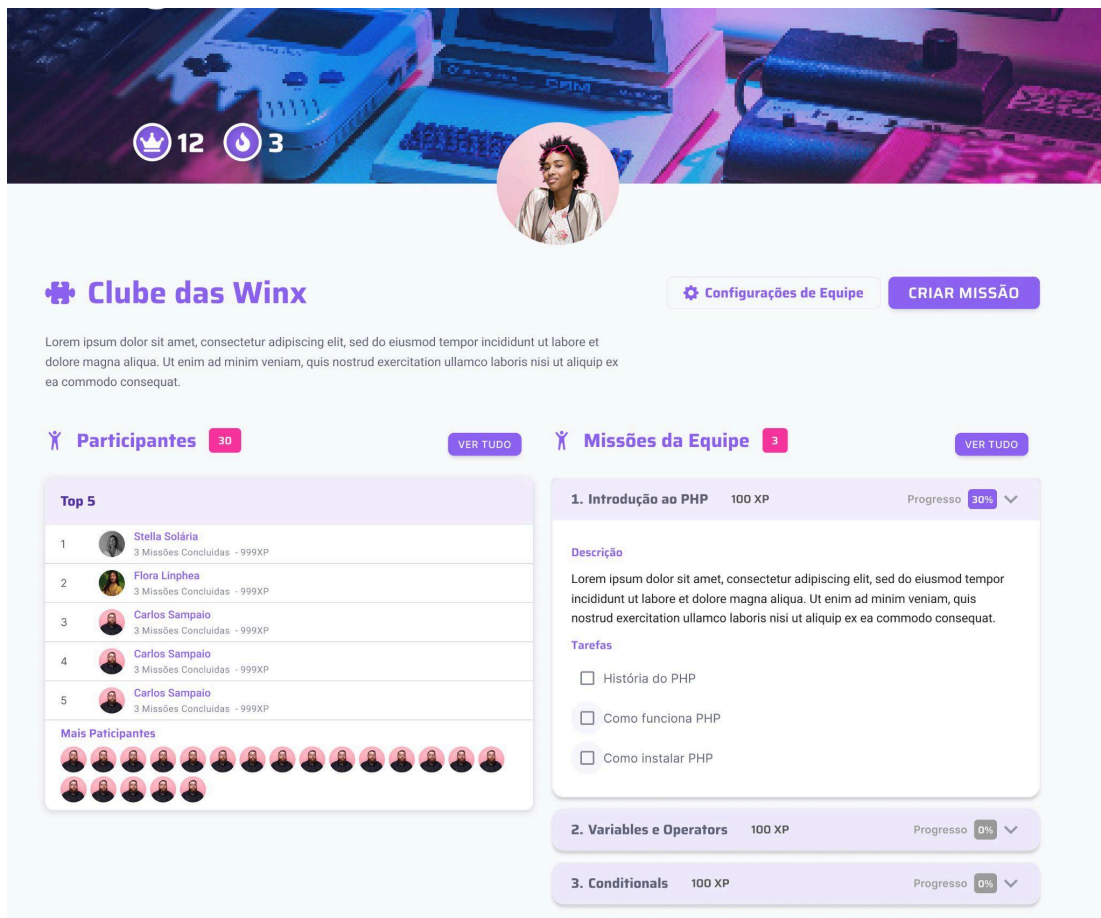 12 3
Clube das Winx
Configurações de Equipe
CRIAR MISSÃO
Lorem ipsum dolor sit amet, consectetur adipiscing elit, sed do eiusmod tempor incididunt ut labore et
dolore magna aliqua. Ut enim ad minim veniam, quis nostrud exercitation ullamco laboris nisi ut aliquip ex
ea commodo consequat.
Participantes 30
VER TUDO
Top 5
1
Stella Solária
3 Missões Concluidas - 999XP
2
Flora Linphea
3 Missões Concluidas - 999XP
3
Carlos Sampaio
3 Missões Concluidas - 999XP
4
Carlos Sampaio
3 Missões Concluidas - 999XP
5
Carlos Sampaio
3 Missões Concluidas - 999XP
Mais Paticipantes
Missões da Equipe 3
VER TUDO
1. Introdução ao PHP 100 XP Progresso 30%
Descrição
Lorem ipsum dolor sit amet, consectetur adipiscing elit, sed do eiusmod tempor
incididunt ut labore et dolore magna aliqua. Ut enim ad minim veniam, quis
nostrud exercitation ullamco laboris nisi ut aliquip ex ea commodo consequat.
Tarefas
História do PHP
Como funciona PHP
Como instalar PHP
2. Variables e Operators 100 XP Progresso 0%
3. Conditionals 100 XP Progresso 0%